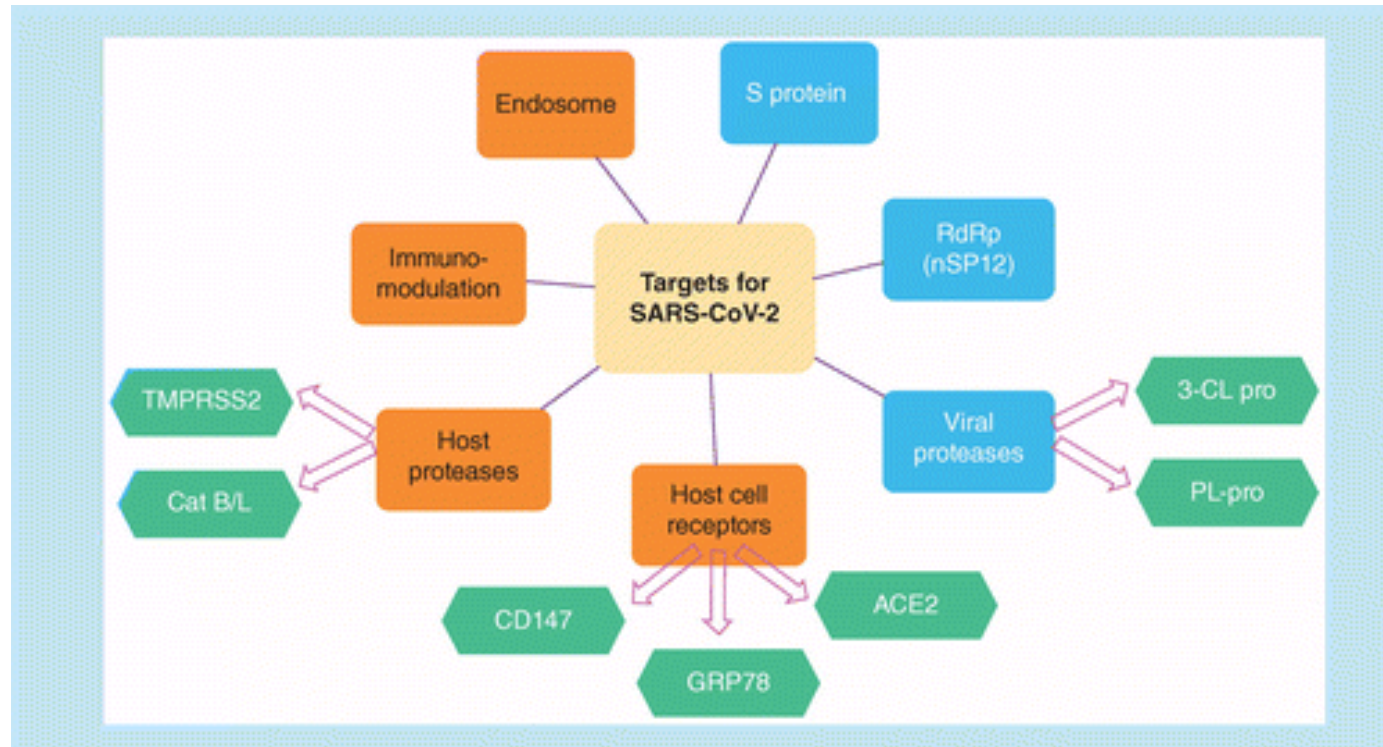 Endosome
S protein
Immuno-
modulation
Targets for
SARS-CoV-2
RdRp
(nSP12)
TMPRSS2
Cat B/L
Host
proteases
Host cell
receptors
Viral
proteases
3-CL pro
PL-pro
CD147
GRP78
ACE2